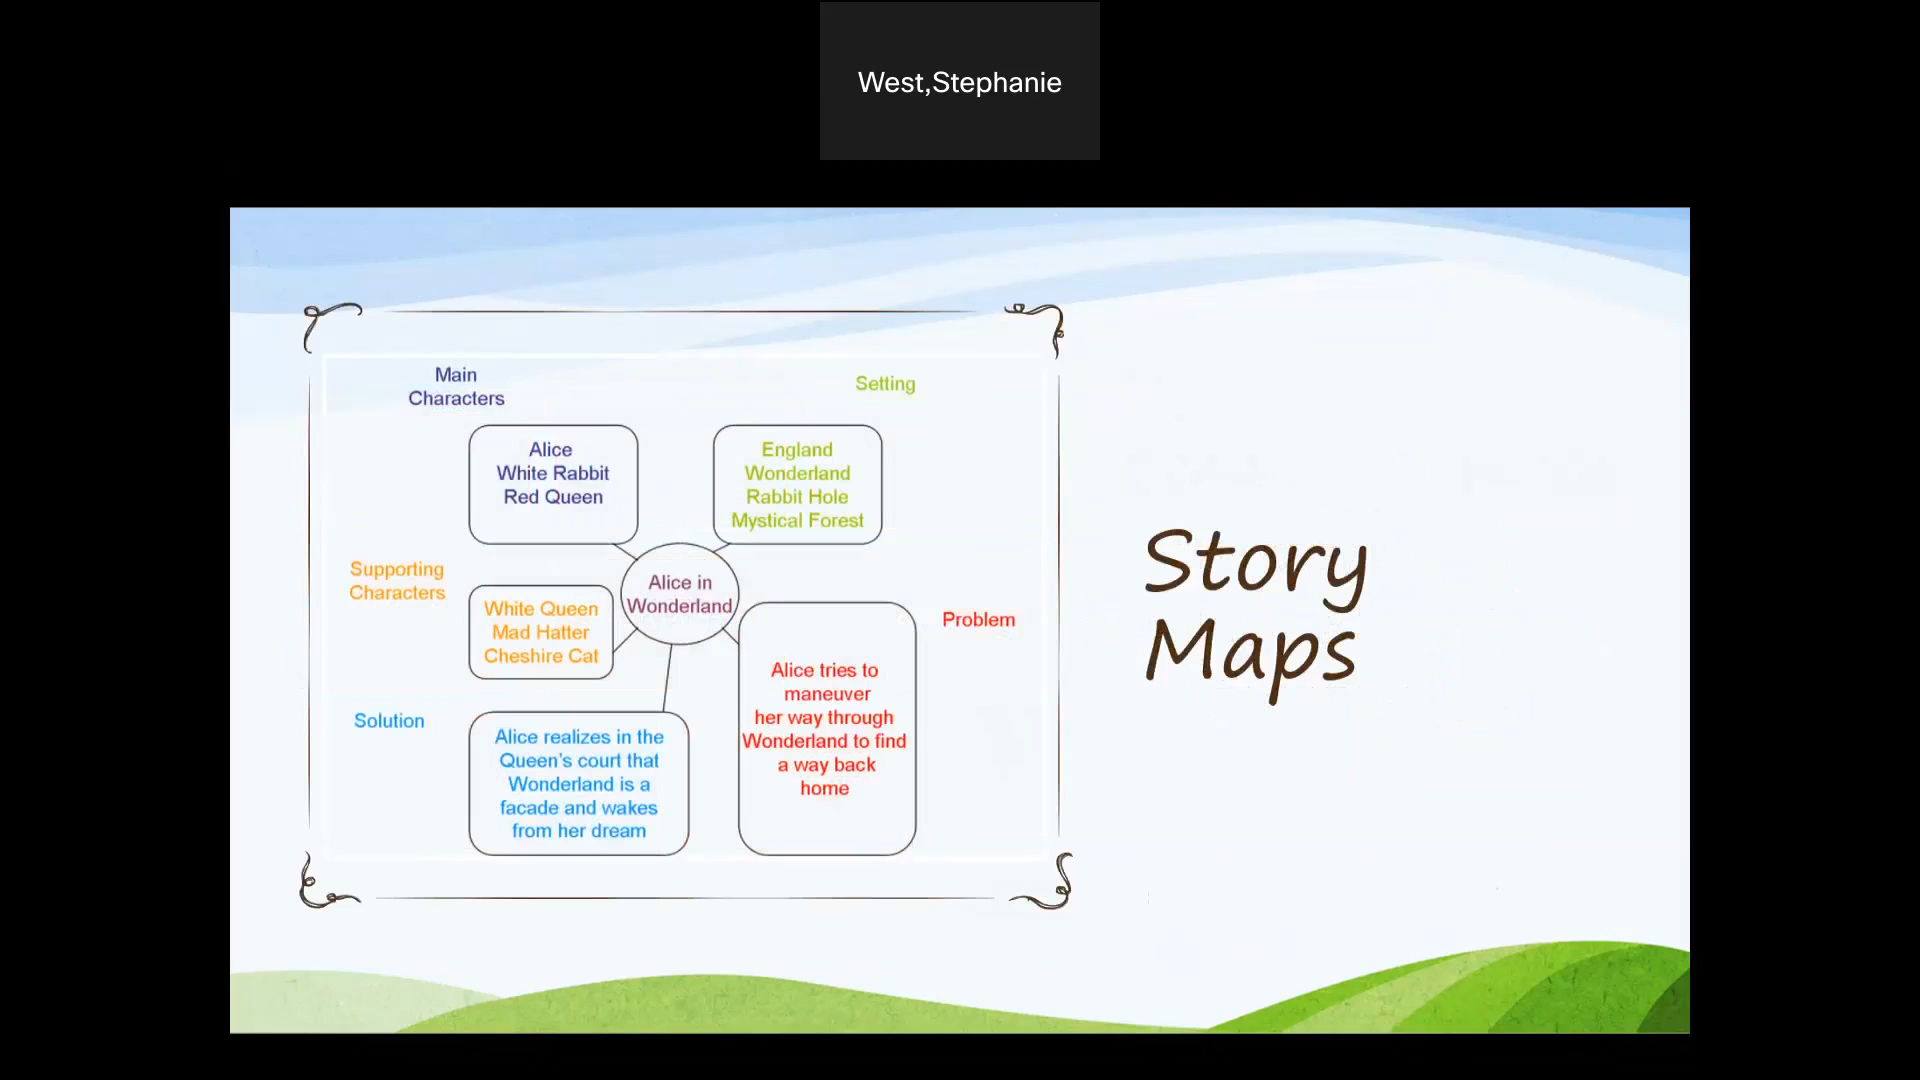 West,Stephanie
Main
Characters
Setting
Alice
White Rabbit
Red Queen
England
Wonderland
Rabbit Hole
Mystical Forest
Supporting
Characters
White Queen
Mad Hatter
Cheshire Cat
Alice in
Wonderland
Problem
Alice tries to
maneuver
her way through
Wonderland to find
a way back
home
Solution
Alice realizes in the
Queen's court that
Wonderland is a
facade and wakes
from her dream
Story
Maps